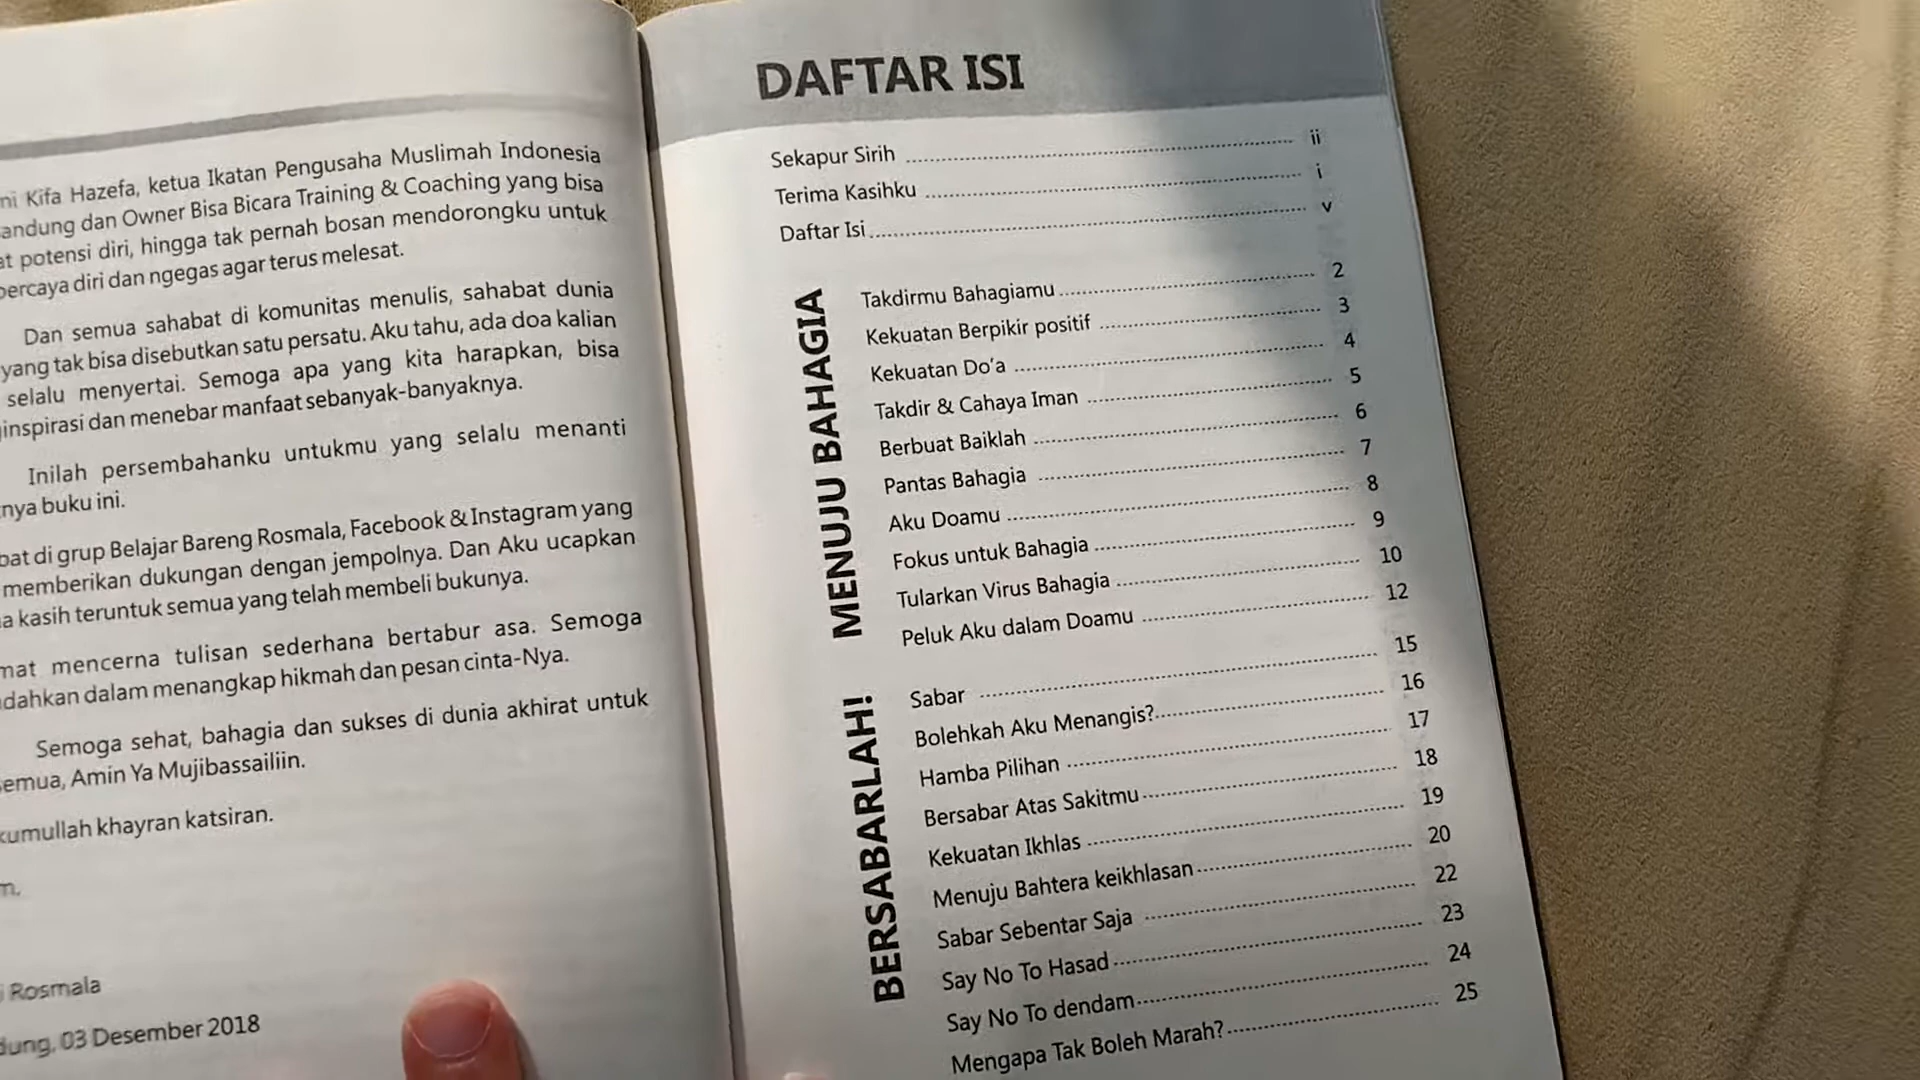 Kifa Hazefa, ketua Ikatan Pengusaha Muslimah Indonesia
dan Owner Bisa Bicara Training & Coaching yang bisa
potensi diri, hingga tak pernah bosan mendorongku untuk
percaya diri dan ngegas agar terus melesat.
Dan semua sahabat di komunitas menulis, sahabat dunia
yang tak bisa disebutkan satu persatu. Aku tahu, ada doa kalian
selalu menyertai. Semoga apa yang kita harapkan, bisa
inspirasi dan menebar manfaat sebanyak-banyaknya.
Inilah persembahanku untukmu yang selalu menanti
nya buku ini.
di grup Belajar Bareng Rosmala, Facebook & Instagram yang
memberikan dukungan dengan jempolnya. Dan Aku ucapkan
kasih teruntuk semua yang telah membeli bukunya.
mencerna tulisan sederhana bertabur asa. Semoga
dalam menangkap hikmah dan pesan cinta-Nya.
Semoga sehat, bahagia dan sukses di dunia akhirat untuk
emua, Amin Ya Mujibassailiin.
kumullah khayran katsiran.
Rosmala
dung, 03 Desember 2018
DAFTAR ISI
Sekapur Sirih ii
Terima Kasihku i
Daftar Isi v
MENUJU BAHAGIA
Takdirmu Bahagiamu 2
Kekuatan Berpikir positif 3
Kekuatan Do'a 4
Takdir & Cahaya Iman 5
Berbuat Baiklah 6
Pantas Bahagia 7
Aku Doamu 8
Fokus untuk Bahagia 9
Tularkan Virus Bahagia 10
Peluk Aku dalam Doamu 12
BERSABARLAH!
Sabar 15
Bolehkah Aku Menangis? 16
Hamba Pilihan 17
Bersabar Atas Sakitmu 18
Kekuatan Ikhlas 19
Menuju Bahtera keikhlasan 20
Sabar Sebentar Saja 22
Say No To Hasad 23
Say No To dendam 24
Mengapa Tak Boleh Marah? 25